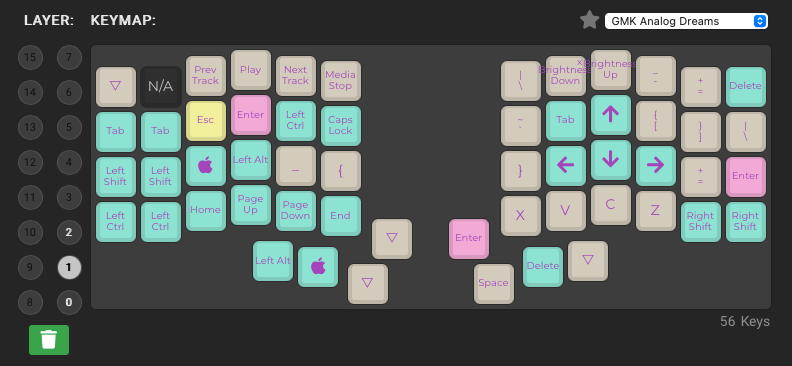 LAYER: KEYMAP: GMK Analog Dreams
15 7
14 6
13 5
12 4
11 3
10 2
9 1
8 0
▽ N/A Prev Track Play Next Track Media Stop
| \ Brightness Down Brightness Up _ - + = Delete
Tab Tab Esc Enter Left Ctrl Caps Lock
~ ` Tab ↑ { [ } ] | \
Left Shift Left Shift Left Alt _ {
} ← ↓ → + = Enter
Left Ctrl Left Ctrl Home Page Up Page Down End
X V C Z Right Shift Right Shift
▽ Enter
Left Alt Delete ▽
▽ Space
56 Keys